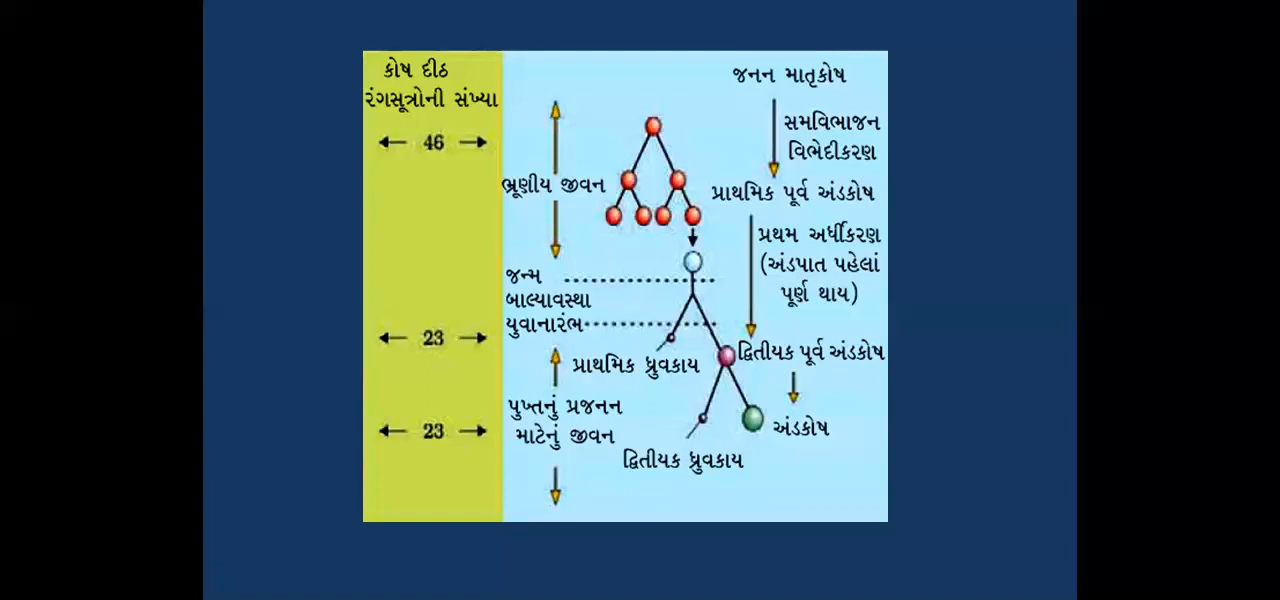 કોષ દીઠ
રંગસૂત્રોની સંખ્યા
46
23
23
ભ્રૂણીય જીવન
જન્મ
બાલ્યાવસ્થા
યુવાનારંભ
પુખ્તનું પ્રજનન
માટેનું જીવન
પ્રાથમિક ધ્રુવકાય
દ્વિતીયક ધ્રુવકાય
જનન માતૃકોષ
સમવિભાજન
વિભેદીકરણ
પ્રાથમિક પૂર્વ અંડકોષ
પ્રથમ અર્ધીકરણ
(અંડપાત પહેલાં
પૂર્ણ થાય)
દ્વિતીયક પૂર્વ અંડકોષ
અંડકોષ